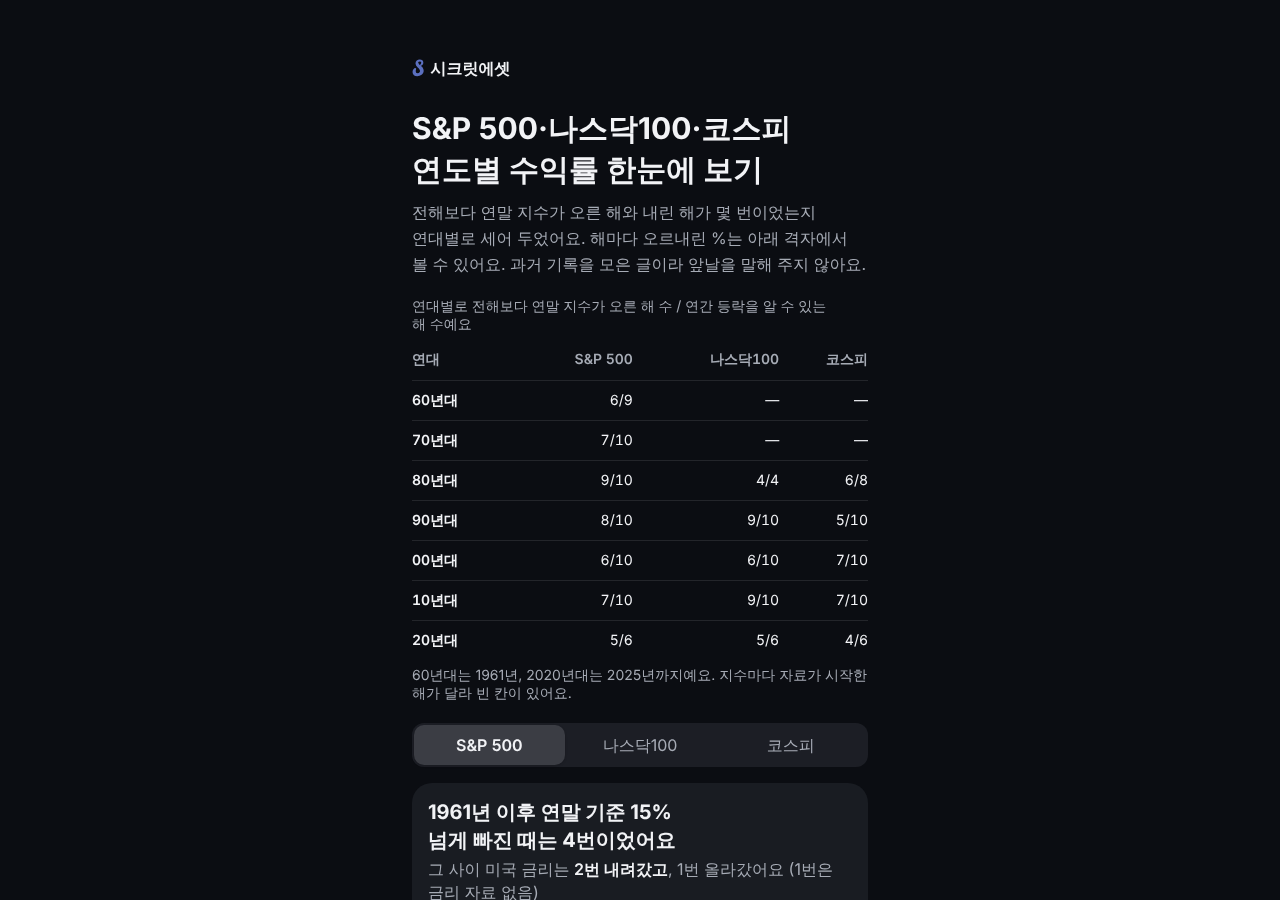 S 시크릿에셋
S&P 500·나스닥100·코스피
연도별 수익률 한눈에 보기
전해보다 연말 지수가 오른 해와 내린 해가 몇 번이었는지
연대별로 세어 두었어요. 해마다 오르내린 %는 아래 격자에서
볼 수 있어요. 과거 기록을 모은 글이라 앞날을 말해 주지 않아요.
연대별로 전해보다 연말 지수가 오른 해 수 / 연간 등락을 알 수 있는
해 수예요
연대 S&P 500 나스닥100 코스피
60년대 6/9 — —
70년대 7/10 — —
80년대 9/10 4/4 6/8
90년대 8/10 9/10 5/10
00년대 6/10 6/10 7/10
10년대 7/10 9/10 7/10
20년대 5/6 5/6 4/6
60년대는 1961년, 2020년대는 2025년까지예요. 지수마다 자료가 시작한
해가 달라 빈 칸이 있어요.
S&P 500 나스닥100 코스피
1961년 이후 연말 기준 15%
넘게 빠진 때는 4번이었어요
그 사이 미국 금리는 2번 내려갔고, 1번 올라갔어요 (1번은
금리 자료 없음)